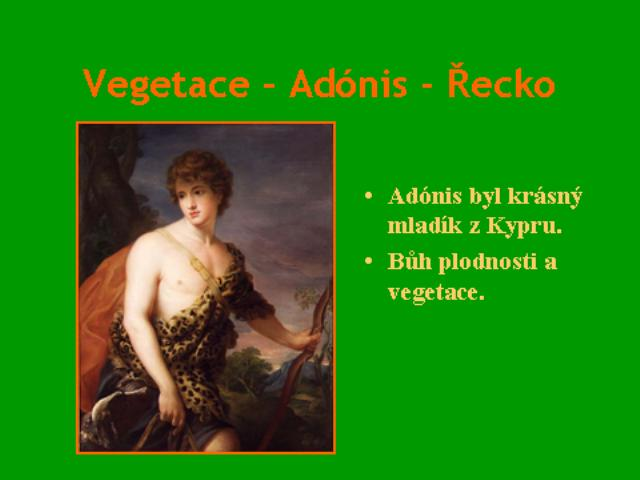 Vegetace – Adónis - Řecko
• Adónis byl krásný
mladík z Kypru.
• Bůh plodnosti a
vegetace.